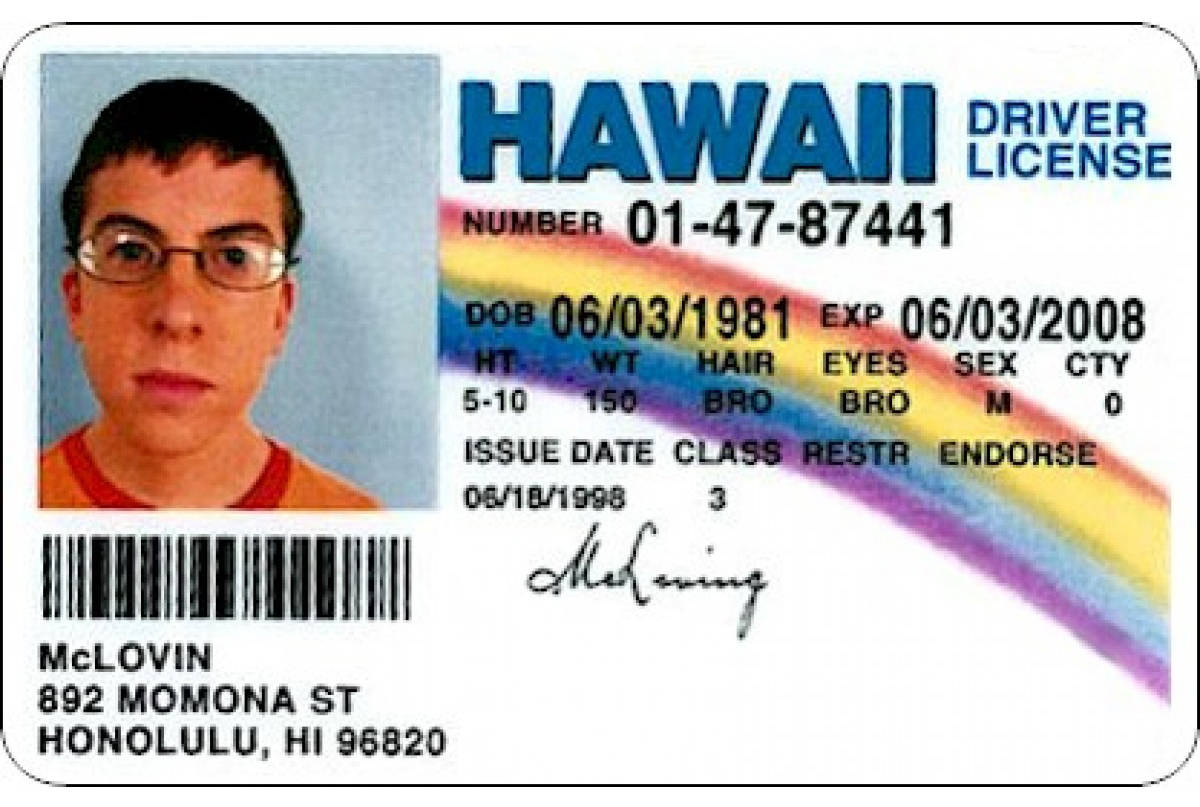 HAWAII DRIVER LICENSE
NUMBER 01-47-87441
DOB 06/03/1981 EXP 06/03/2008
HT WT HAIR EYES SEX CTY
5-10 150 BRO BRO M 0
ISSUE DATE CLASS RESTR ENDORSE
06/18/1998 3
McLOVIN
892 MOMONA ST
HONOLULU, HI 96820